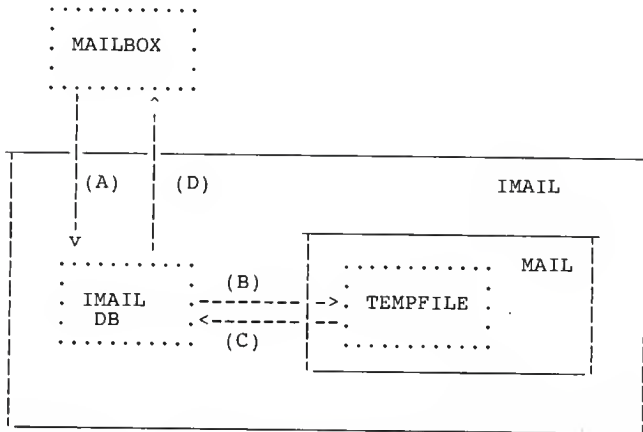 MAILBOX
(A) (D) IMAIL
MAIL
IMAIL (B) TEMPFILE
DB
(C)